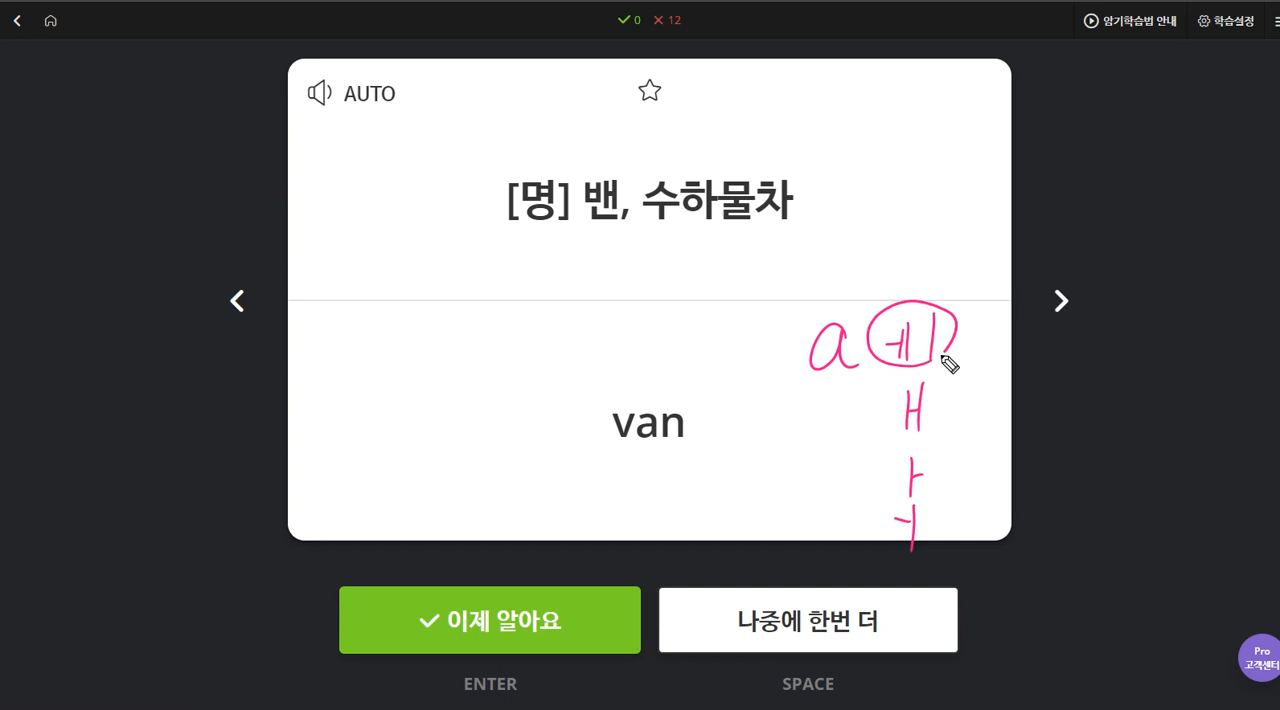 0 12 암기학습법 안내 학습설정
AUTO
[명] 밴, 수하물차
a ㅔㅣ
ㅐ
ㅏ
ㅓ
van
이제 알아요 나중에 한번 더
ENTER SPACE
Pro
고객센터